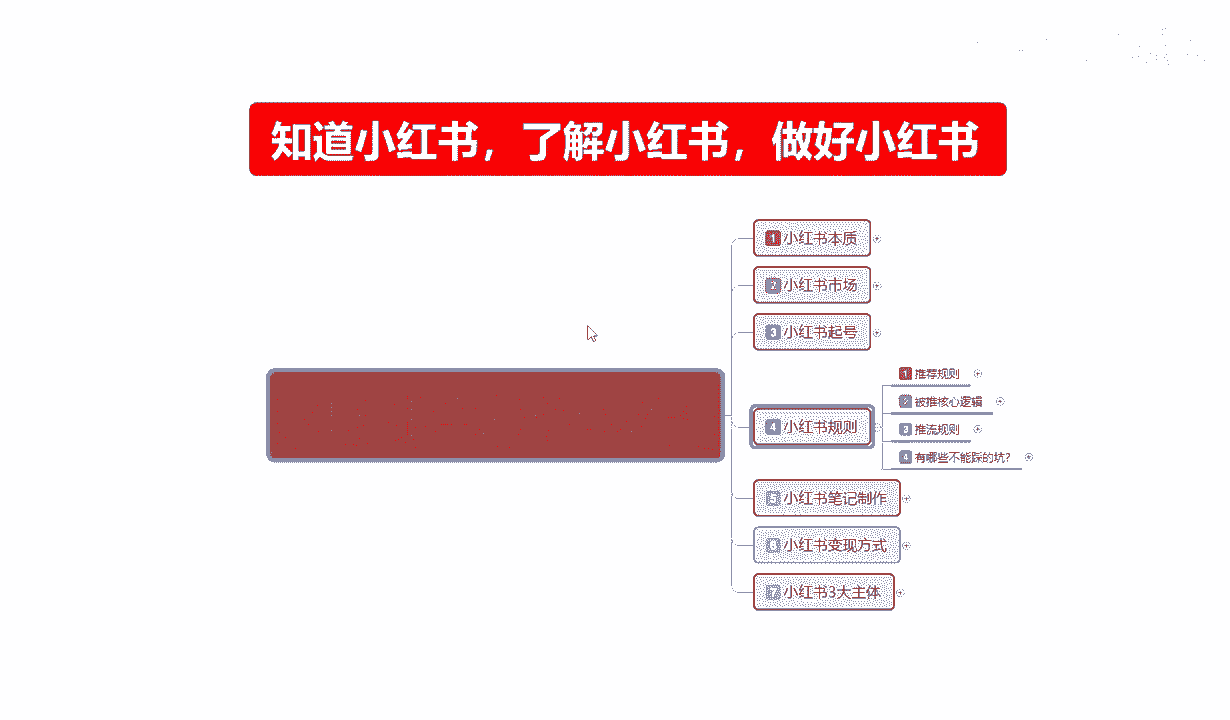 知道小红书，了解小红书，做好小红书
1 小红书本质
2 小红书市场
3 小红书起号
4 小红书规则
1 推荐规则
2 被推核心逻辑
3 推流规则
4 有哪些不能踩的坑?
5 小红书笔记制作
6 小红书变现方式
7 小红书3大主体